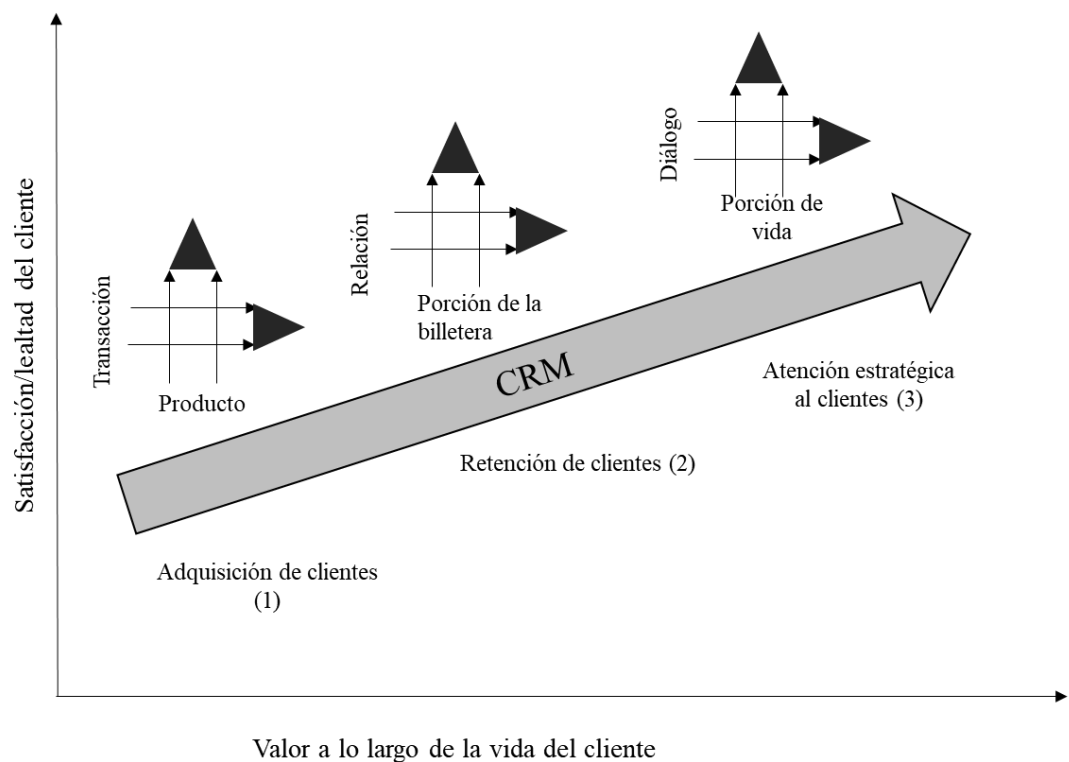 Satisfacción/lealtad del cliente
Transacción
Producto
Relación
Porción de la
billetera
Diálogo
Porción de
vida
CRM
Adquisición de clientes
(1)
Retención de clientes (2)
Atención estratégica
al clientes (3)
Valor a lo largo de la vida del cliente